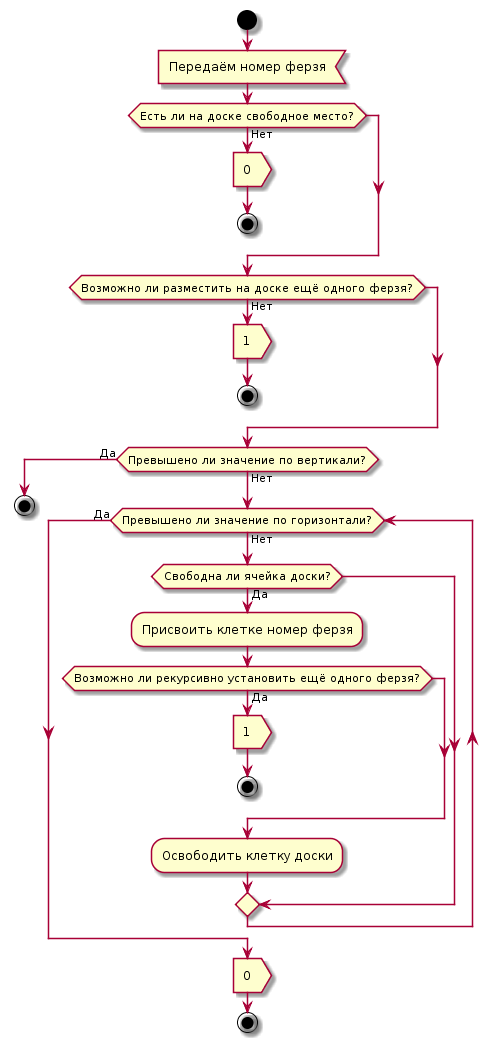 Передаём номер ферзя
Есть ли на доске свободное место?
Нет
0
Возможно ли разместить на доске ещё одного ферзя?
Нет
1
Да
Превышено ли значение по вертикали?
Нет
Да
Превышено ли значение по горизонтали?
Нет
Свободна ли ячейка доски?
Да
Присвоить клетке номер ферзя
Возможно ли рекурсивно установить ещё одного ферзя?
Да
1
Освободить клетку доски
0